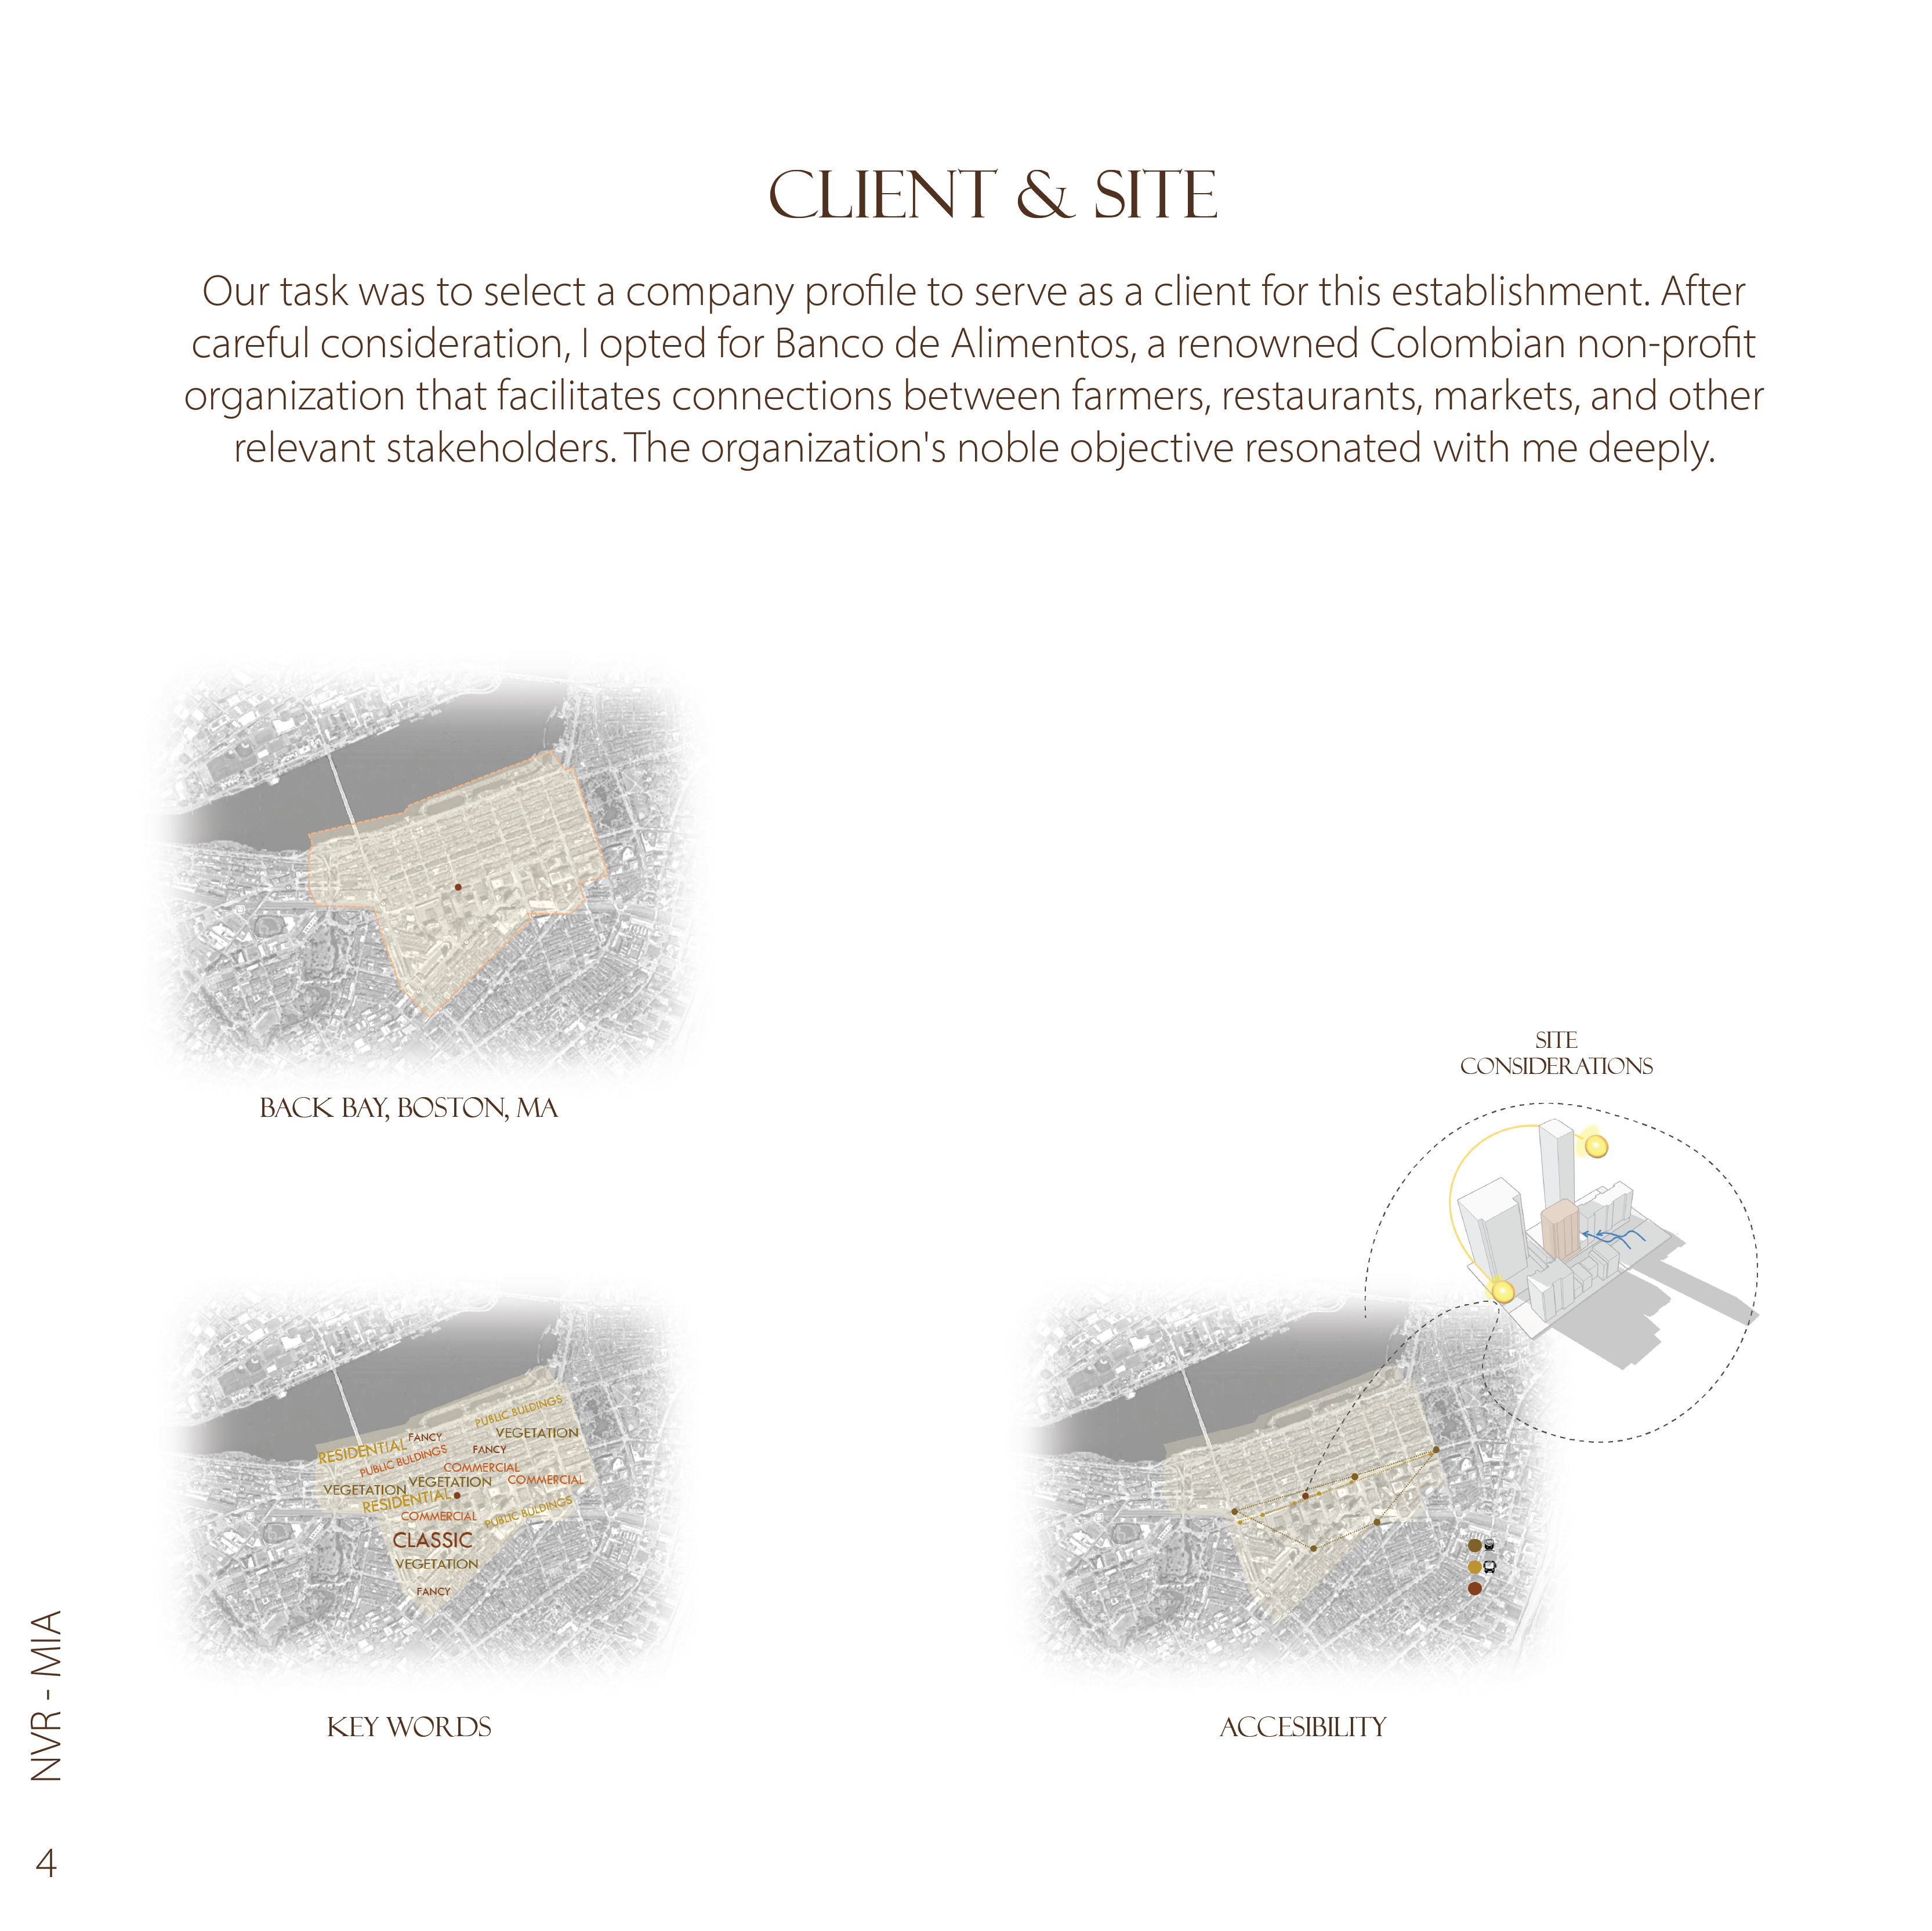 CLIENT & SITE
Our task was to select a company profile to serve as a client for this establishment. After
careful consideration, I opted for Banco de Alimentos, a renowned Colombian non-profit
organization that facilitates connections between farmers, restaurants, markets, and other
relevant stakeholders. The organization's noble objective resonated with me deeply.
BACK BAY, BOSTON, MA
SITE
CONSIDERATIONS
PUBLIC BULDINGS
VEGETATION
FANCY
RESIDENTIAL
FANCY
PUBLIC BULDINGS
COMMERCIAL
COMMERCIAL
VEGETATION
VEGETATION
RESIDENTIAL
PUBLIC BULDINGS
COMMERCIAL
CLASSIC
VEGETATION
FANCY
KEY WORDS
ACCESIBILITY
NVR - MIA
4